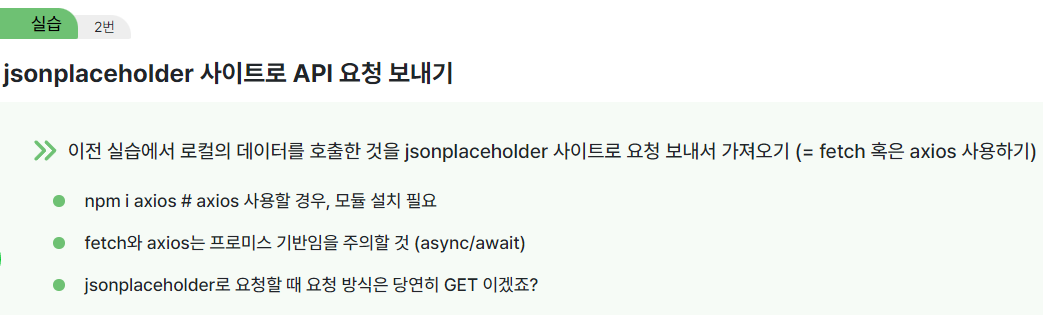 실습 2번
jsonplaceholder 사이트로 API 요청 보내기
이전 실습에서 로컬의 데이터를 호출한 것을 jsonplaceholder 사이트로 요청 보내서 가져오기 (= fetch 혹은 axios 사용하기)
npm i axios # axios 사용할 경우, 모듈 설치 필요
fetch와 axios는 프로미스 기반임을 주의할 것 (async/await)
jsonplaceholder로 요청할 때 요청 방식은 당연히 GET 이겠죠?